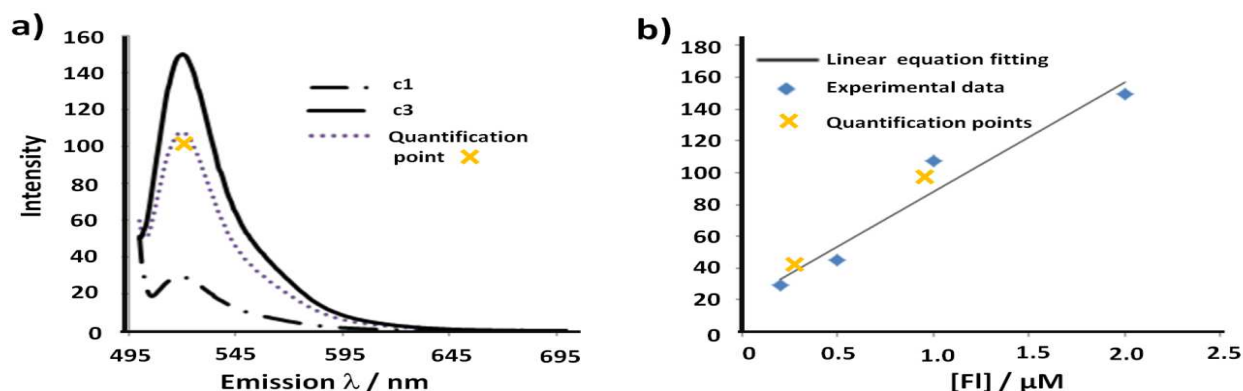 a)
160
140
120
100
80
60
40
20
0
Intensity
c1
c3
Quantification
point
495
545
595
645
695
Emission λ / nm
b)
180
160
140
120
100
80
60
40
20
0
Linear equation fitting
Experimental data
Quantification points
0
0.5
1.0
1.5
2.0
2.5
[Fl] / μM